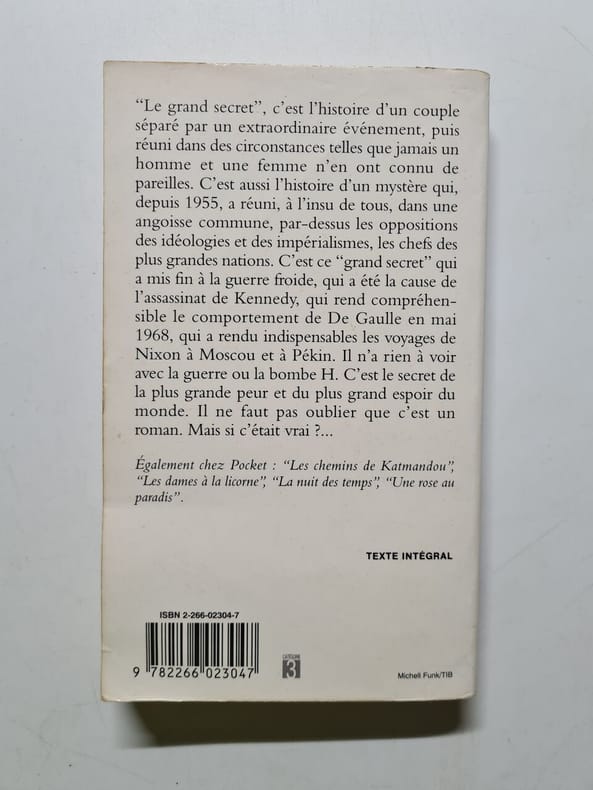 “Le grand secret”, c’est l’histoire d’un couple
séparé par un extraordinaire événement, puis
réuni dans des circonstances telles que jamais un
homme et une femme n’en ont connu de
pareilles. C’est aussi l’histoire d’un mystère qui,
depuis 1955, a réuni, à l’insu de tous, dans une
angoisse commune, par-dessus les oppositions
des idéologies et des impérialismes, les chefs des
plus grandes nations. C’est ce “grand secret” qui
a mis fin à la guerre froide, qui a été la cause de
l’assassinat de Kennedy, qui rend compréhen-
sible le comportement de De Gaulle en mai
1968, qui a rendu indispensables les voyages de
Nixon à Moscou et à Pékin. Il n’a rien à voir
avec la guerre ou la bombe H. C’est le secret de
la plus grande peur et du plus grand espoir du
monde. Il ne faut pas oublier que c’est un
roman. Mais si c’était vrai ?...
Également chez Pocket : “Les chemins de Katmandou”,
“Les dames à la licorne”, “La nuit des temps”, “Une rose au
paradis”.
TEXTE INTÉGRAL
ISBN 2-266-02304-7
9 782266 023047
CATÉGORIE
3
Michell Funk/TIB